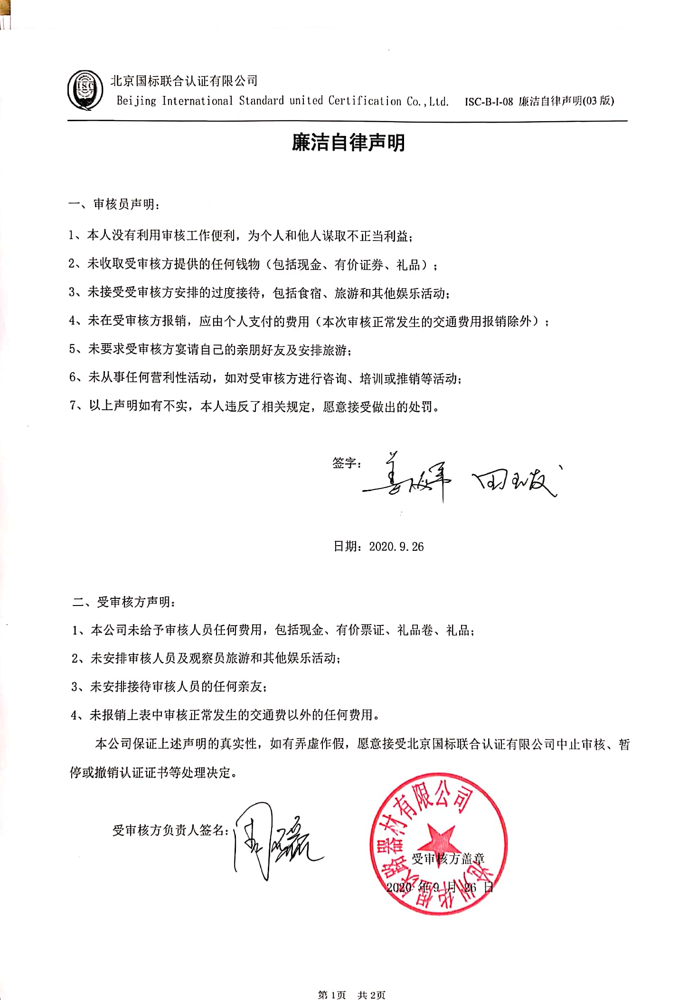 ISC
北京国标联合认证有限公司
Beijing International Standard united Certification Co.,Ltd. ISC-B-I-08 廉洁自律声明(03 版)
廉洁自律声明
一、审核员声明：
1、本人没有利用审核工作便利，为个人和他人谋取不正当利益；
2、未收取受审核方提供的任何钱物（包括现金、有价证券、礼品）；
3、未接受受审核方安排的过度接待，包括食宿、旅游和其他娱乐活动；
4、未在受审核方报销，应由个人支付的费用（本次审核正常发生的交通费用报销除外）；
5、未要求受审核方宴请自己的亲朋好友及安排旅游；
6、未从事任何营利性活动，如对受审核方进行咨询、培训或推销等活动；
7、以上声明如有不实，本人违反了相关规定，愿意接受做出的处罚。
签字：
日期：2020.9.26
二、受审核方声明：
1、本公司未给予审核人员任何费用，包括现金、有价票证、礼品卷、礼品；
2、未安排审核人员及观察员旅游和其他娱乐活动；
3、未安排接待审核人员的任何亲友；
4、未报销上表中审核正常发生的交通费以外的任何费用。
本公司保证上述声明的真实性，如有弄虚作假，愿意接受北京国标联合认证有限公司中止审核、暂
停或撤销认证证书等处理决定。
受审核方负责人签名：周磊
沧州华煜铁路器材有限公司
受审核方盖章
2020 年 9 月 26 日
第 1页 共 2页